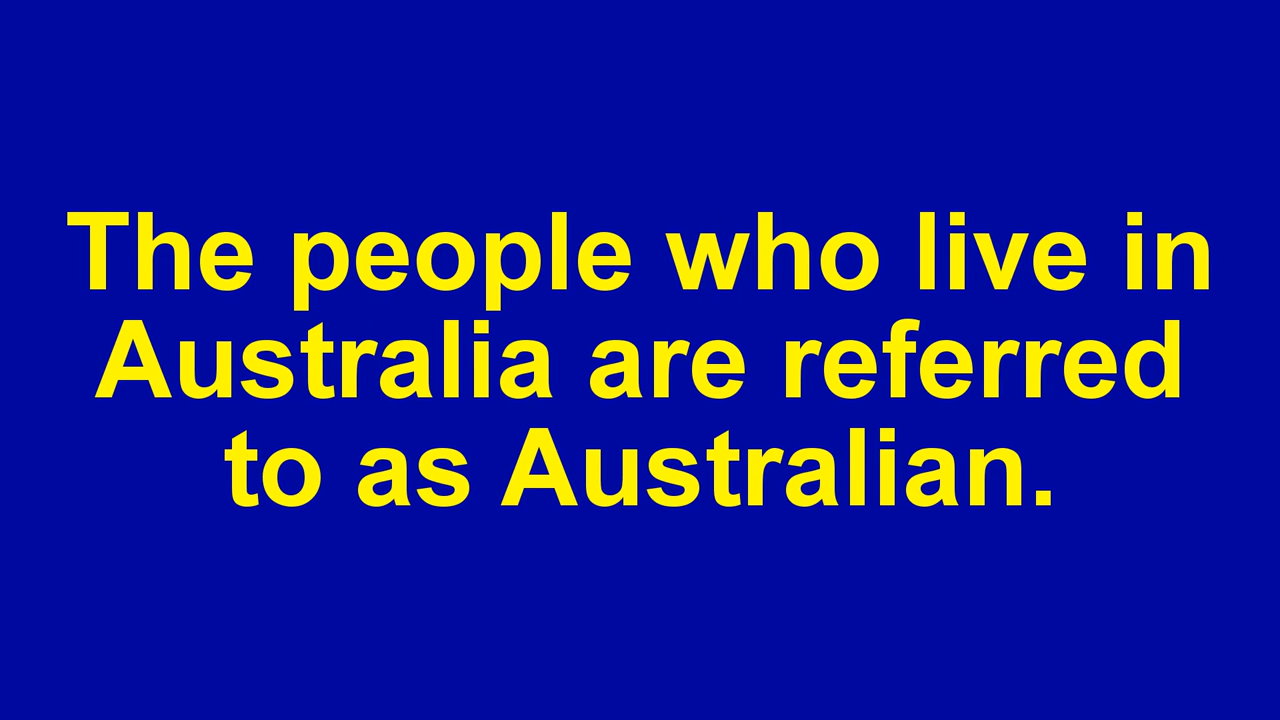 The people who live in
Australia are referred
to as Australian.